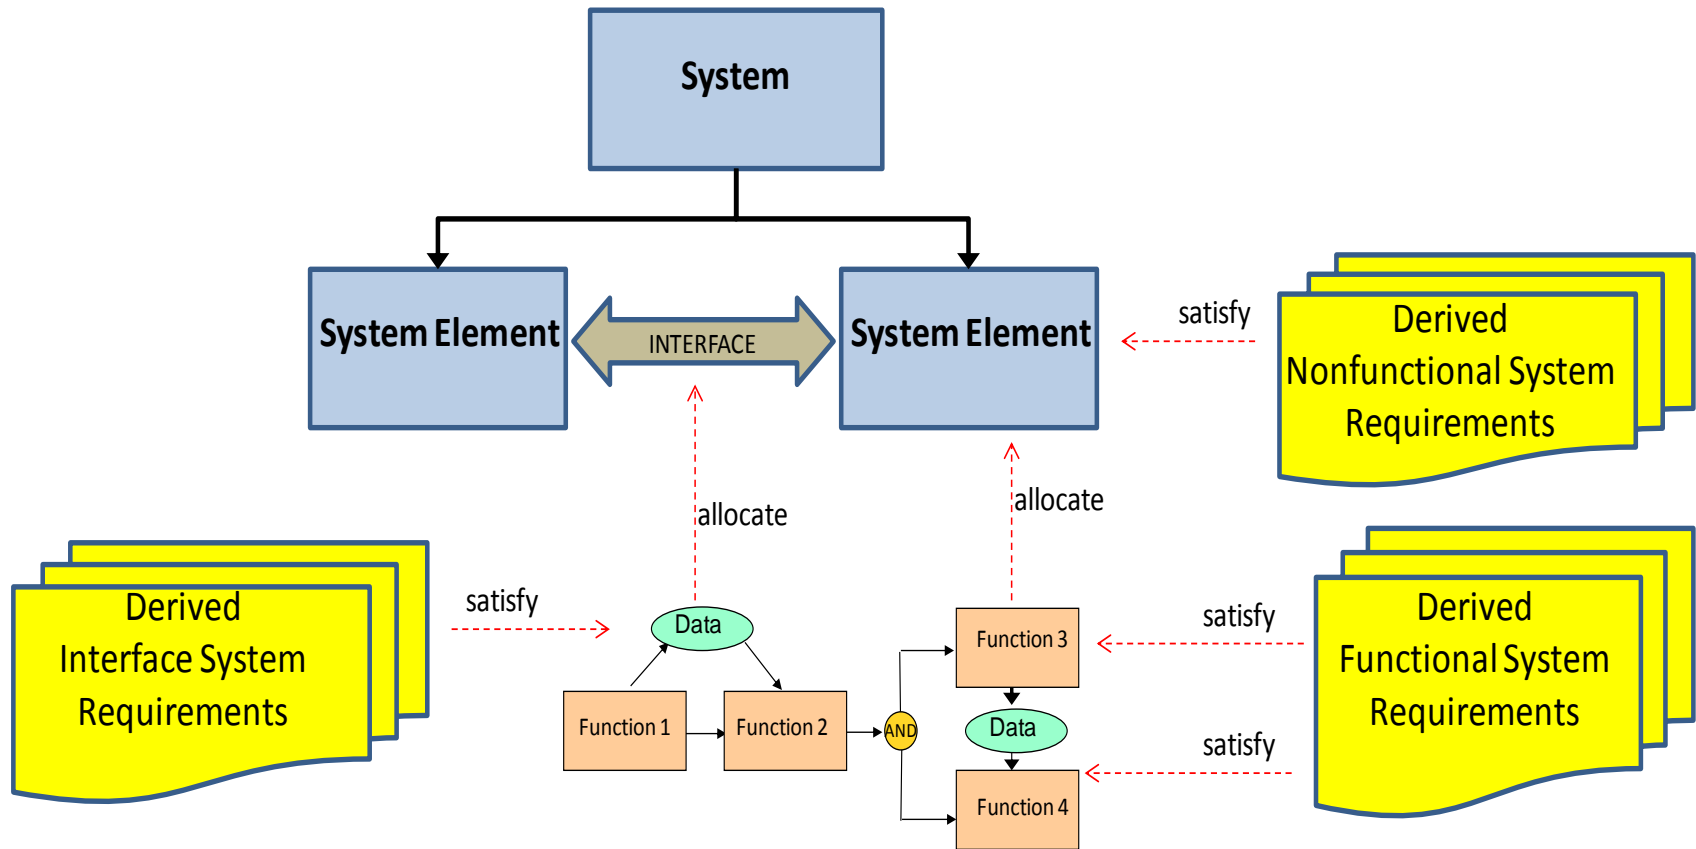 System
System Element
INTERFACE
System Element
satisfy
Derived
Nonfunctional System
Requirements
allocate
allocate
Derived
Interface System
Requirements
satisfy
Data
Function 1
Function 2
AND
Function 3
Data
Function 4
satisfy
satisfy
Derived
Functional System
Requirements